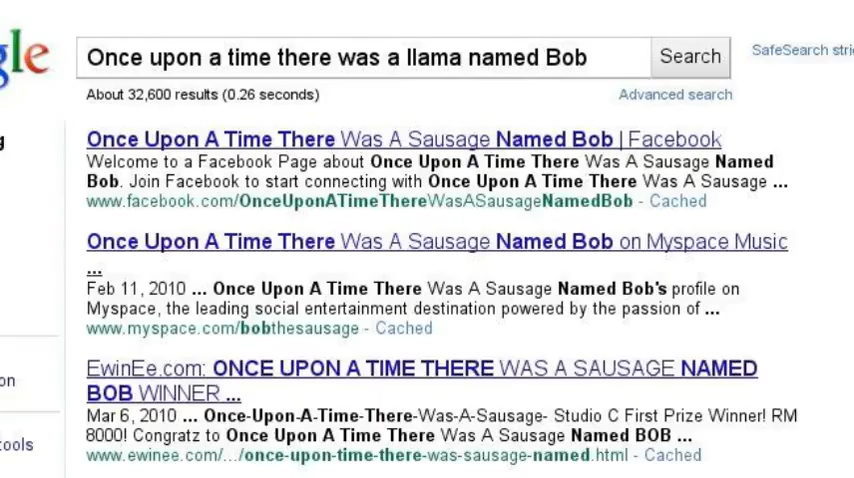 gle
Once upon a time there was a llama named Bob Search
SafeSearch stri
About 32,600 results (0.26 seconds) Advanced search
g
Once Upon A Time There Was A Sausage Named Bob | Facebook
Welcome to a Facebook Page about Once Upon A Time There Was A Sausage Named
Bob. Join Facebook to start connecting with Once Upon A Time There Was A Sausage ...
www.facebook.com/OnceUponATimeThereWasASausageNamedBob - Cached
Once Upon A Time There Was A Sausage Named Bob on Myspace Music
...
Feb 11, 2010 ... Once Upon A Time There Was A Sausage Named Bob's profile on
Myspace, the leading social entertainment destination powered by the passion of ...
www.myspace.com/bobthesausage - Cached
EwinEe.com: ONCE UPON A TIME THERE WAS A SAUSAGE NAMED
on
BOB WINNER ...
Mar 6, 2010 ... Once-Upon-A-Time-There-Was-A-Sausage- Studio C First Prize Winner! RM
8000! Congratz to Once Upon A Time There Was A Sausage Named BOB ...
tools
www.ewinee.com/.../once-upon-time-there-was-sausage-named.html - Cached